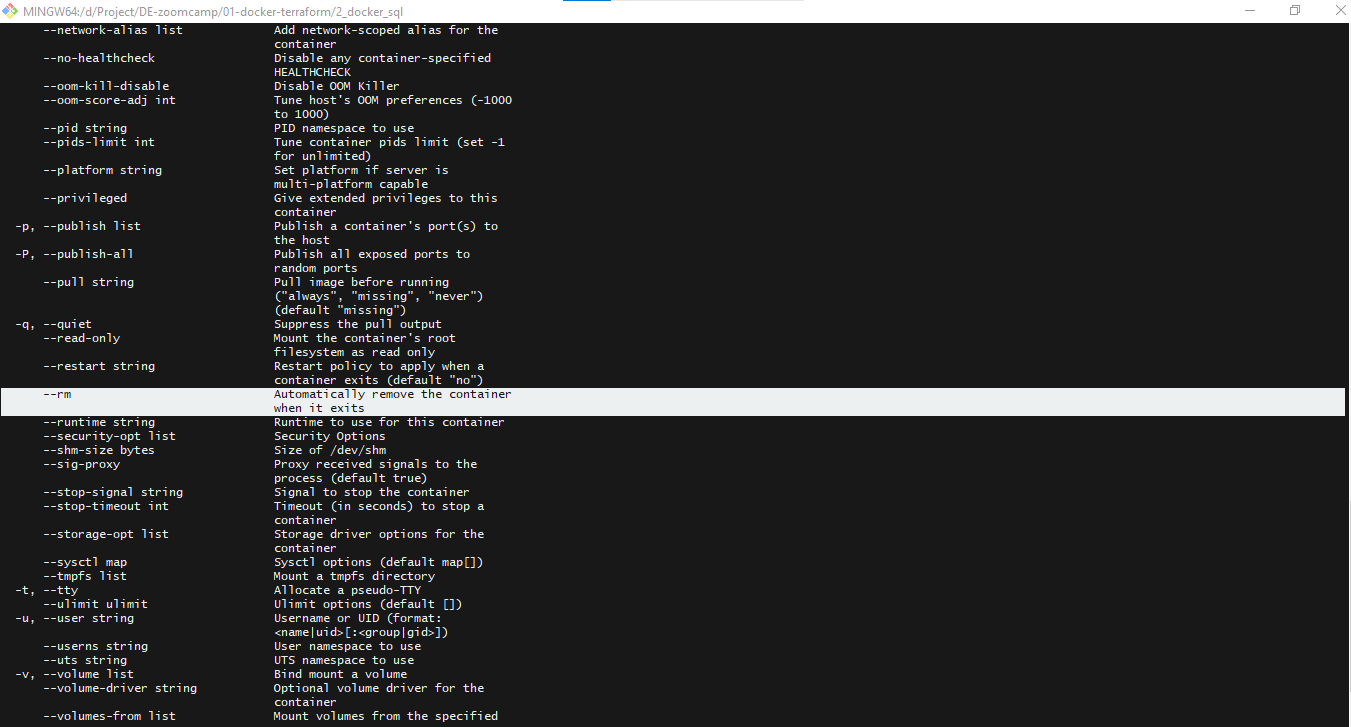 MINGW64:/d/Project/DE-zoomcamp/01-docker-terraform/2_docker_sql
--network-alias list Add network-scoped alias for the
container
--no-healthcheck Disable any container-specified
HEALTHCHECK
--oom-kill-disable Disable OOM Killer
--oom-score-adj int Tune host's OOM preferences (-1000
to 1000)
--pid string PID namespace to use
--pids-limit int Tune container pids limit (set -1
for unlimited)
--platform string Set platform if server is
multi-platform capable
--privileged Give extended privileges to this
container
-p, --publish list Publish a container's port(s) to
the host
-P, --publish-all Publish all exposed ports to
random ports
--pull string Pull image before running
("always", "missing", "never")
(default "missing")
-q, --quiet Suppress the pull output
--read-only Mount the container's root
filesystem as read only
--restart string Restart policy to apply when a
container exits (default "no")
--rm Automatically remove the container
when it exits
--runtime string Runtime to use for this container
--security-opt list Security Options
--shm-size bytes Size of /dev/shm
--sig-proxy Proxy received signals to the
process (default true)
--stop-signal string Signal to stop the container
--stop-timeout int Timeout (in seconds) to stop a
container
--storage-opt list Storage driver options for the
container
--sysctl map Sysctl options (default map[])
--tmpfs list Mount a tmpfs directory
-t, --tty Allocate a pseudo-TTY
--ulimit ulimit Ulimit options (default [])
-u, --user string Username or UID (format:
<name|uid>[:<group|gid>])
--userns string User namespace to use
--uts string UTS namespace to use
-v, --volume list Bind mount a volume
--volume-driver string Optional volume driver for the
container
--volumes-from list Mount volumes from the specified